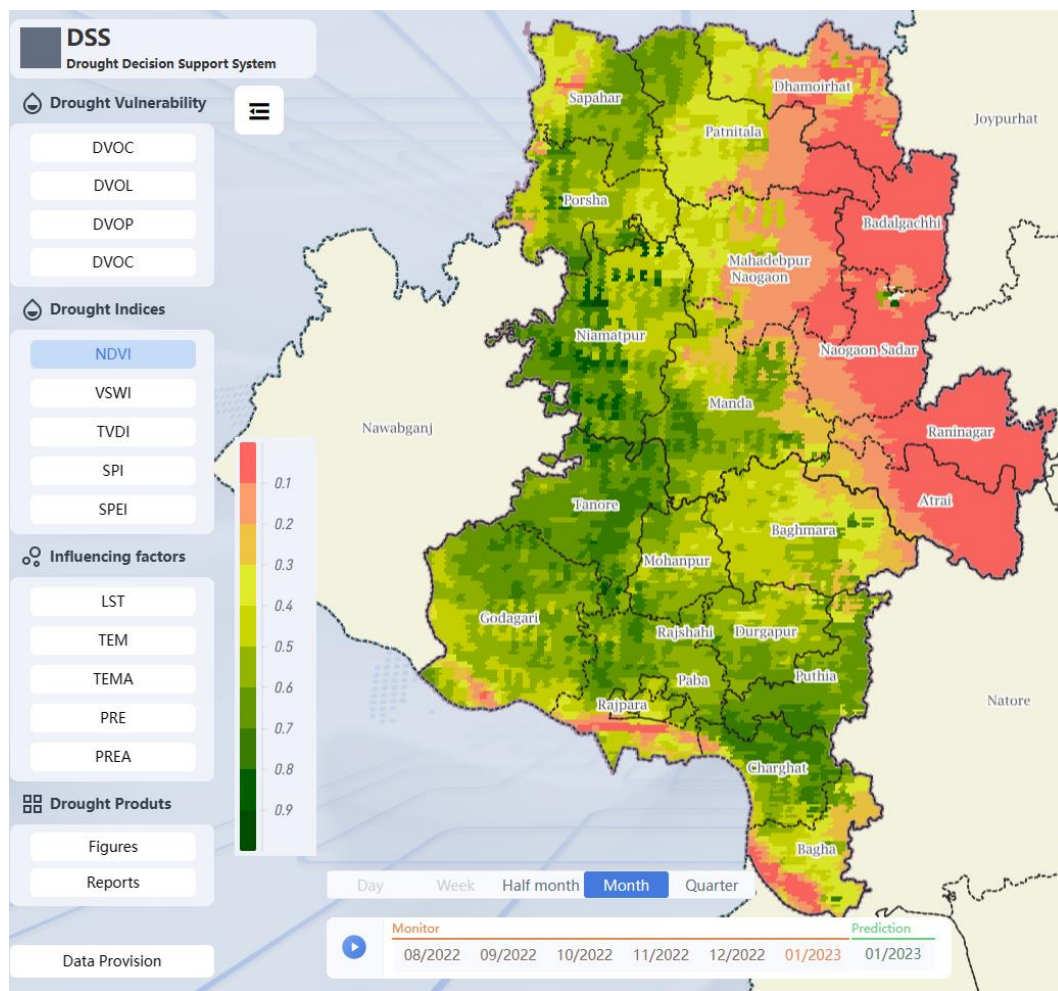 DSS
Drought Decision Support System
Drought Vulnerability
DVOC
DVOL
DVOP
DVOC
Drought Indices
NDVI
VSWI
TVDI
SPI
SPEI
Influencing factors
LST
TEM
TEMA
PRE
PREA
Drought Produts
Figures
Reports
Data Provision
0.1
0.2
0.3
0.4
0.5
0.6
0.7
0.8
0.9
Sapahar
Dhamoirhat
Joypurhat
Patnitala
Porsha
Badalgachhi
Mahadebpur
Naogaon
Niamatpur
Naogaon Sadar
Nawabganj
Manda
Raninagar
Atrai
Tanore
Baghmara
Mohanpur
Godagari
Rajshahi
Durgapur
Paba
Puthia
Rajpara
Natore
Charghat
Bagha
Day Week Half month Month Quarter
Monitor Prediction
08/2022 09/2022 10/2022 11/2022 12/2022 01/2023 01/2023